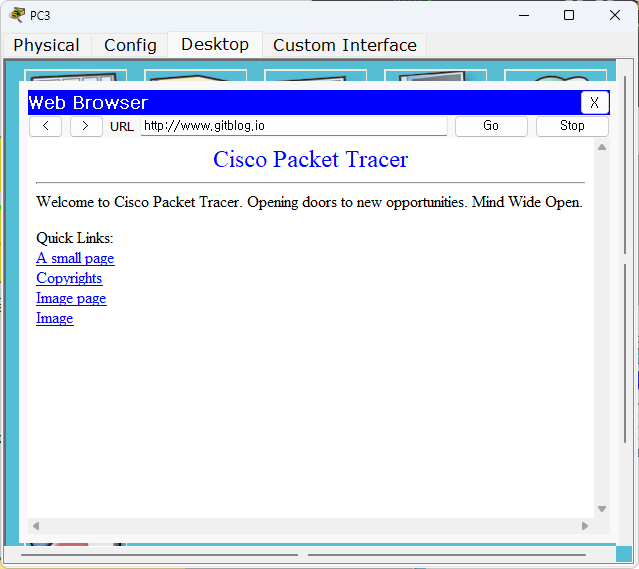 PC3
Physical Config Desktop Custom Interface
Web Browser X
< > URL http://www.gitblog.io Go Stop
Cisco Packet Tracer
Welcome to Cisco Packet Tracer. Opening doors to new opportunities. Mind Wide Open.
Quick Links:
A small page
Copyrights
Image page
Image